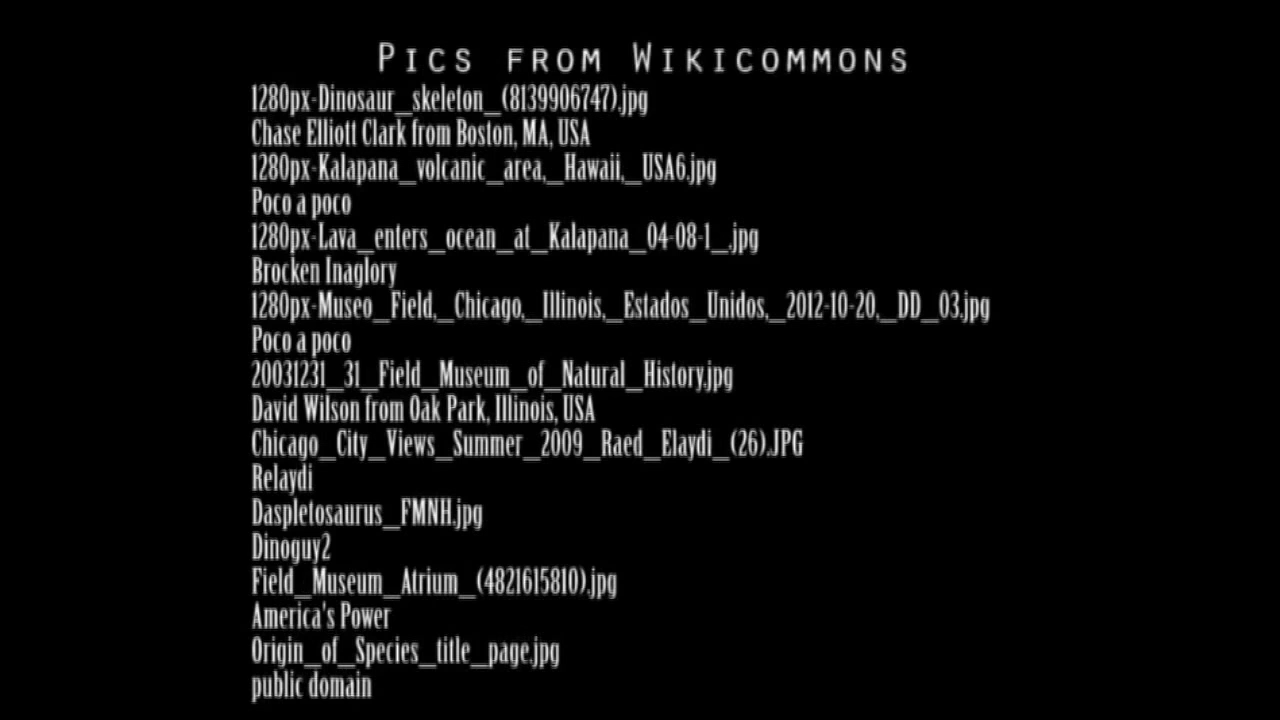 Pics from Wikicommons
1280px-Dinosaur_skeleton_(8139906747).jpg
Chase Elliott Clark from Boston, MA, USA
1280px-Kalapana_volcanic_area,_Hawaii,_USA6.jpg
Poco a poco
1280px-Lava_enters_ocean_at_Kalapana_04-08-1_.jpg
Brocken Inaglory
1280px-Museo_Field,_Chicago,_Illinois,_Estados_Unidos,_2012-10-20,_DD_03.jpg
Poco a poco
20031231_31_Field_Museum_of_Natural_History.jpg
David Wilson from Oak Park, Illinois, USA
Chicago_City_Views_Summer_2009_Raed_Elaydi_(26).JPG
Relaydi
Daspletosaurus_FMNH.jpg
Dinoguy2
Field_Museum_Atrium_(4821615810).jpg
America's Power
Origin_of_Species_title_page.jpg
public domain